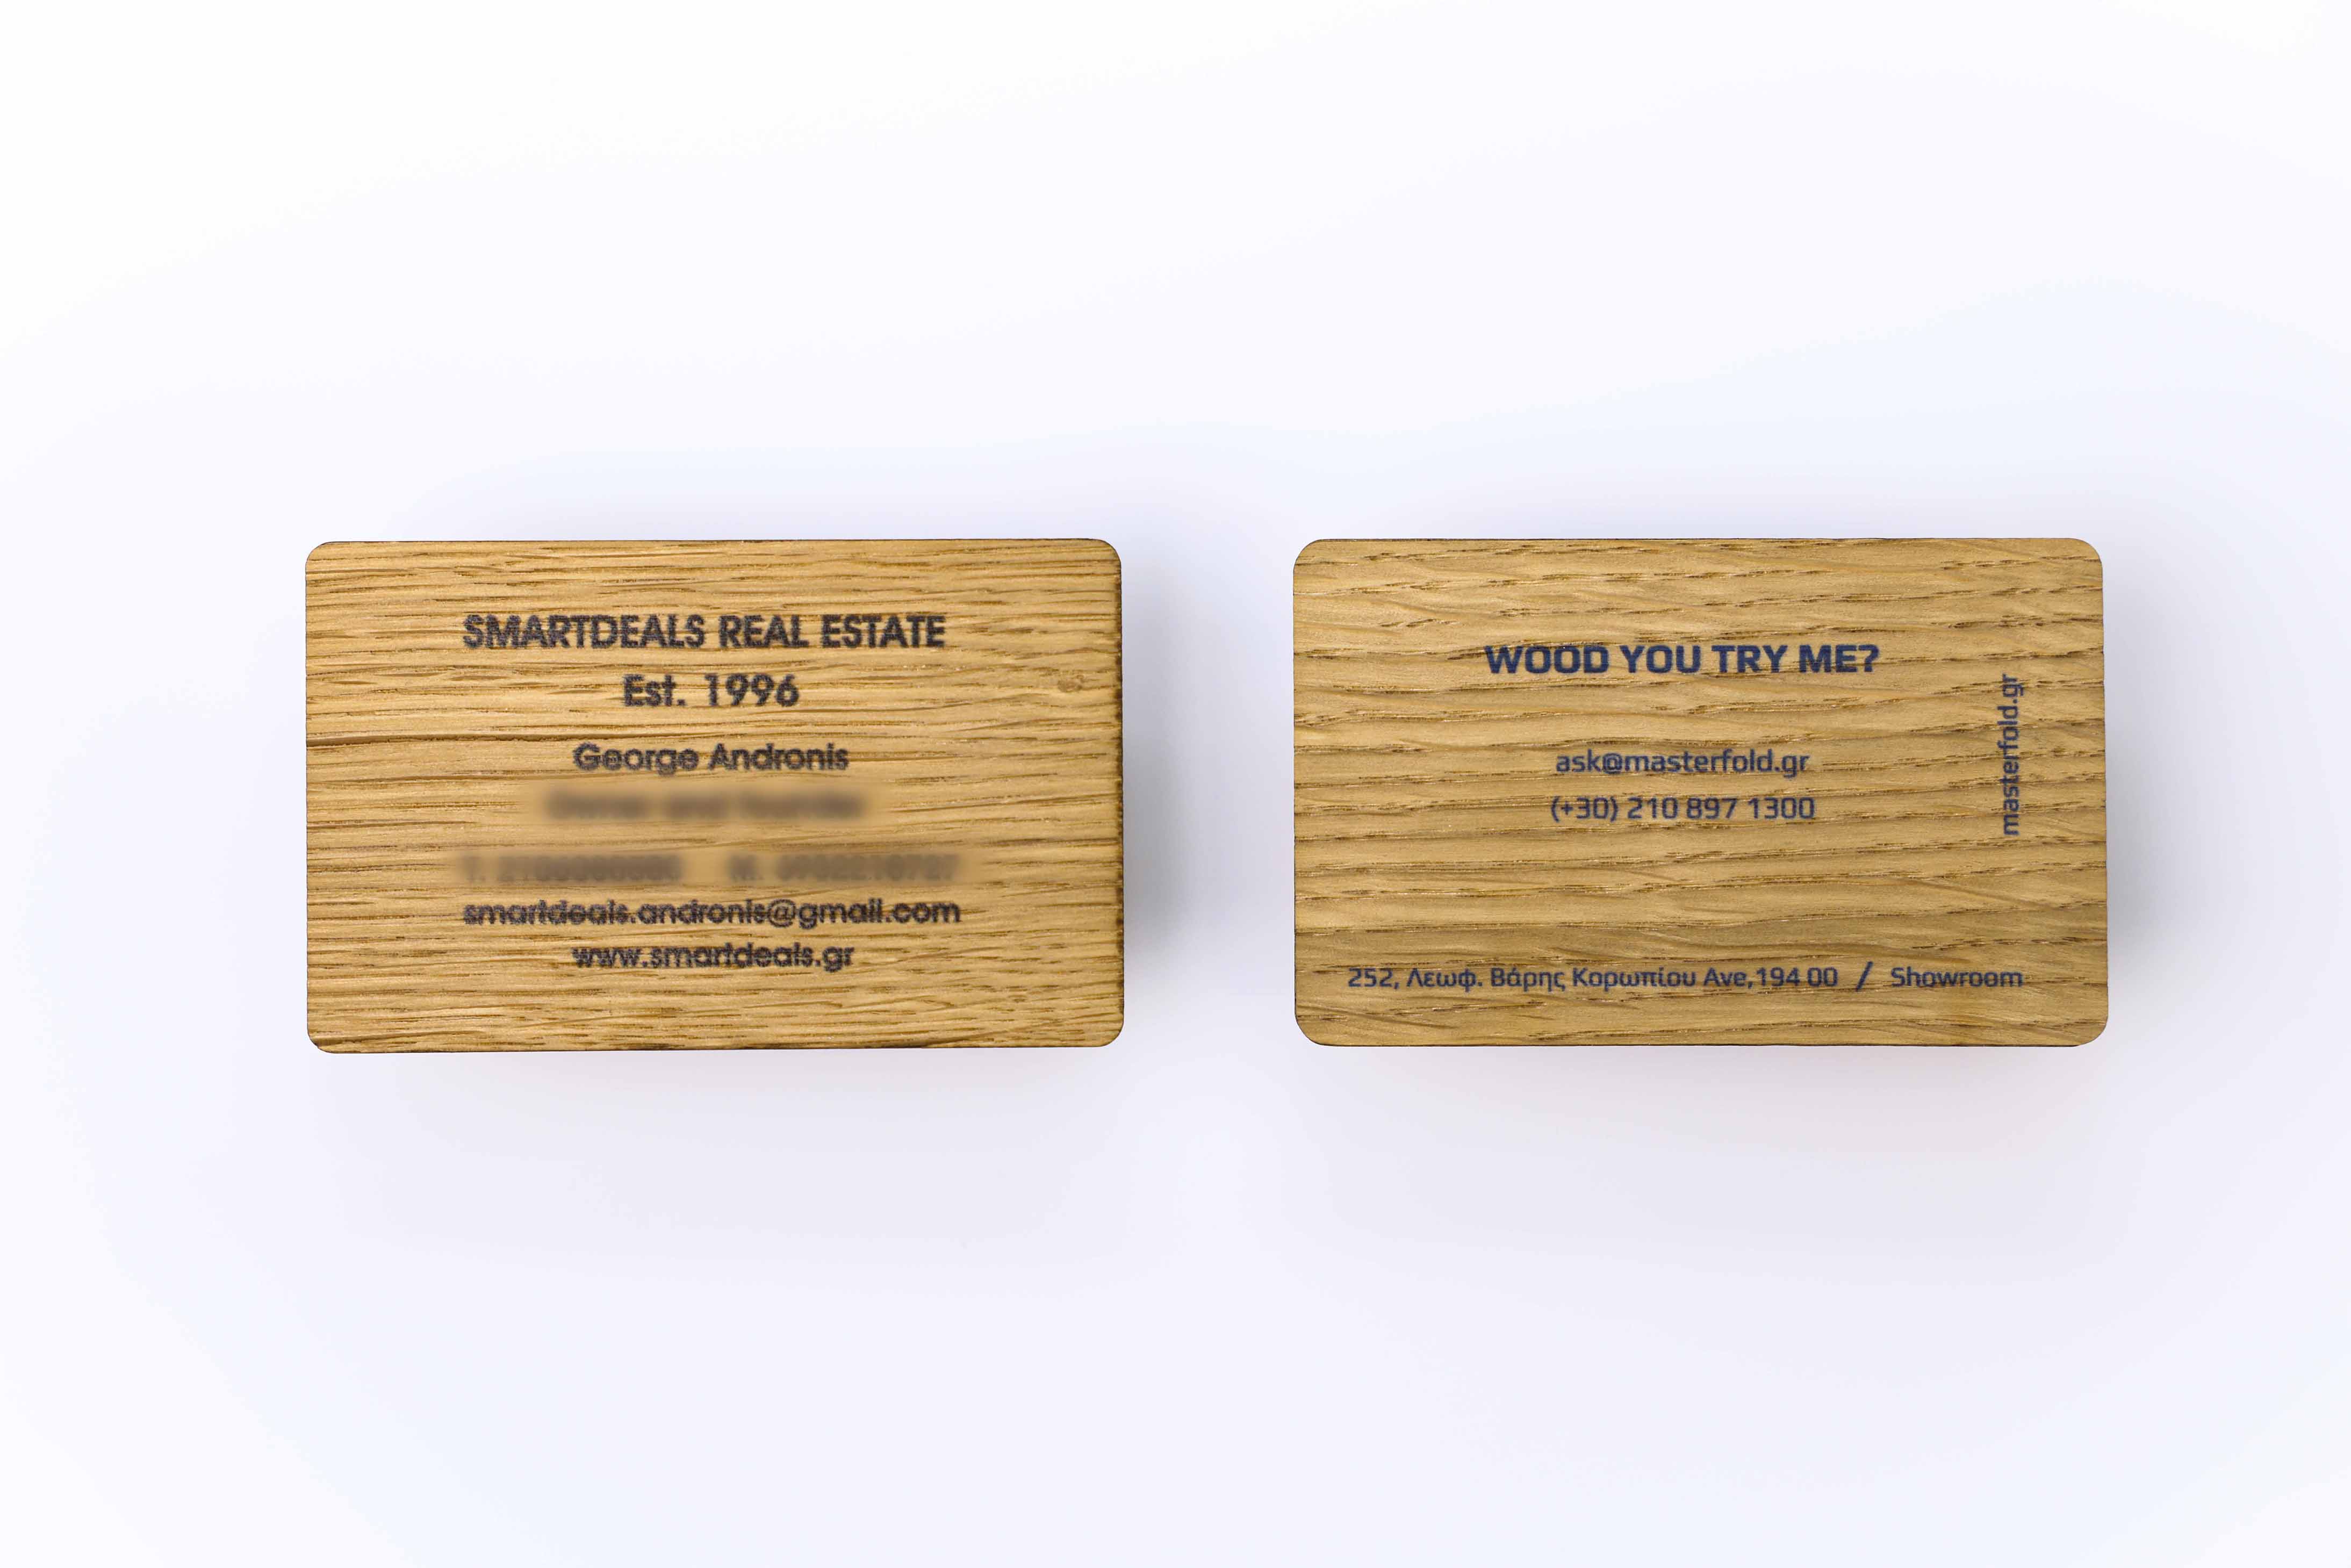 SMARTDEALS REAL ESTATE
Est. 1996
George Andronis
smartdeals.andronis@gmail.com
www.smartdeals.gr
WOOD YOU TRY ME?
ask@masterfold.gr
(+30) 210 897 1300
masterfold.gr
252, Λεωφ. Βάρης Κορωπίου Ave,194 00 / Showroom